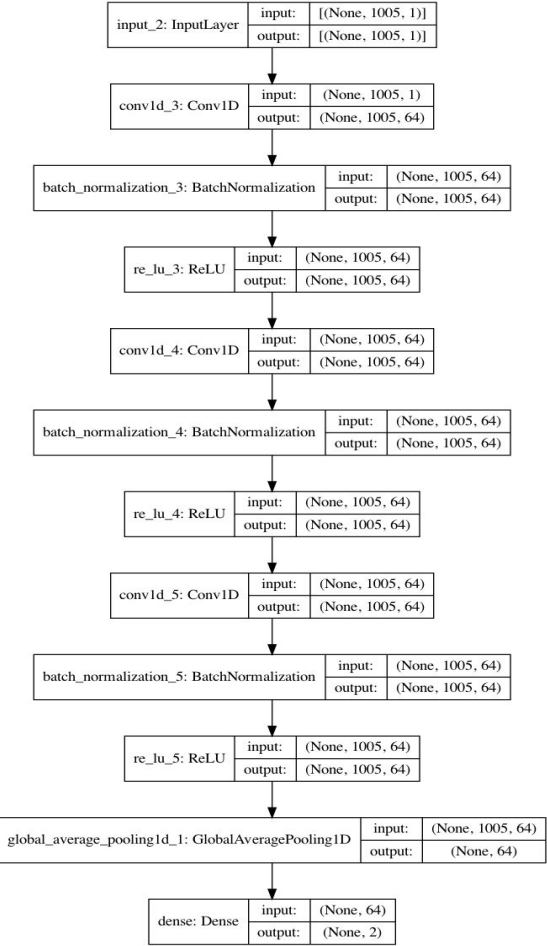 input_2: InputLayer
input: [(None, 1005, 1)]
output: [(None, 1005, 1)]
conv1d_3: Conv1D
input: (None, 1005, 1)
output: (None, 1005, 64)
batch_normalization_3: BatchNormalization
input: (None, 1005, 64)
output: (None, 1005, 64)
re_lu_3: ReLU
input: (None, 1005, 64)
output: (None, 1005, 64)
conv1d_4: Conv1D
input: (None, 1005, 64)
output: (None, 1005, 64)
batch_normalization_4: BatchNormalization
input: (None, 1005, 64)
output: (None, 1005, 64)
re_lu_4: ReLU
input: (None, 1005, 64)
output: (None, 1005, 64)
conv1d_5: Conv1D
input: (None, 1005, 64)
output: (None, 1005, 64)
batch_normalization_5: BatchNormalization
input: (None, 1005, 64)
output: (None, 1005, 64)
re_lu_5: ReLU
input: (None, 1005, 64)
output: (None, 1005, 64)
global_average_pooling1d_1: GlobalAveragePooling1D
input: (None, 1005, 64)
output: (None, 64)
dense: Dense
input: (None, 64)
output: (None, 2)